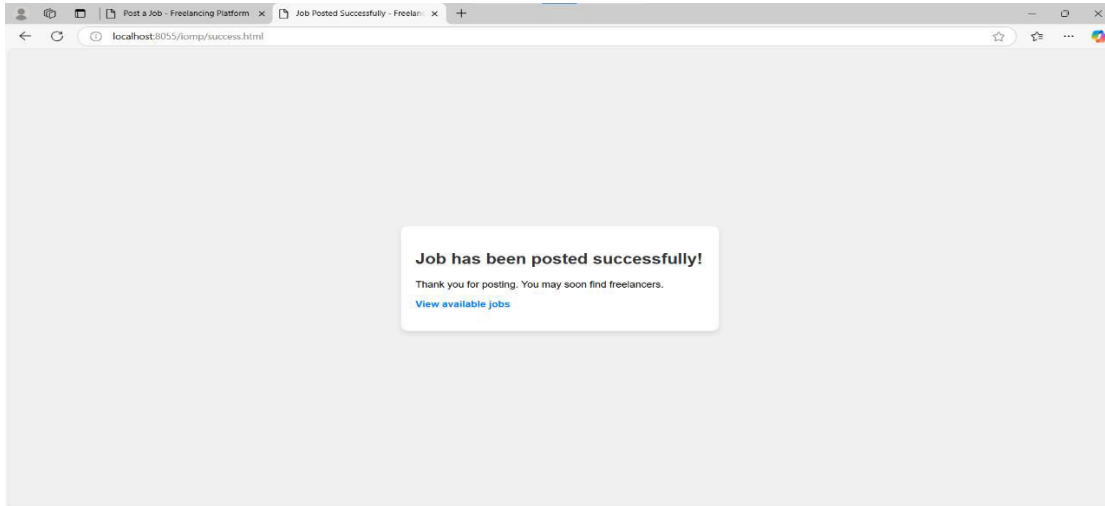 Post a Job - Freelancing Platform
Job Posted Successfully - Freelanc
localhost:8055/iomp/success.html
Job has been posted successfully!
Thank you for posting. You may soon find freelancers.
View available jobs